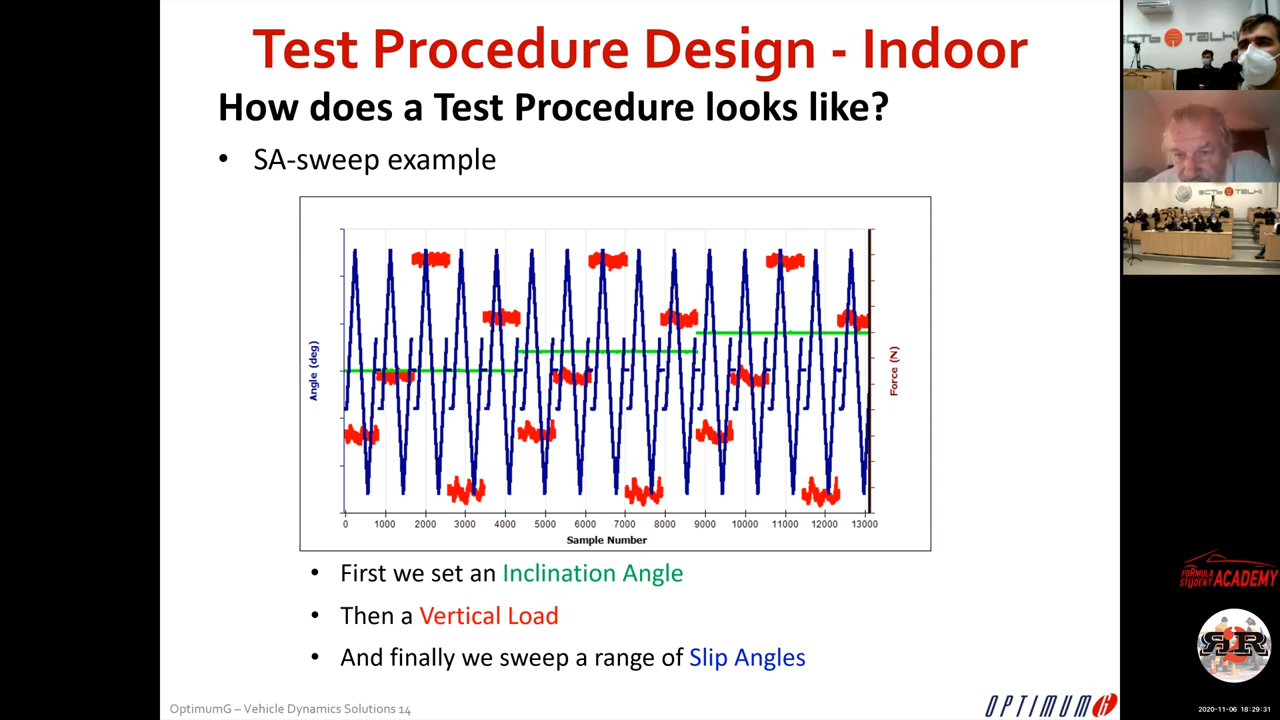 Test Procedure Design - Indoor
How does a Test Procedure looks like?
• SA-sweep example
Angle (deg)
Force (N)
0 1000 2000 3000 4000 5000 6000 7000 8000 9000 10000 11000 12000 13000
Sample Number
• First we set an Inclination Angle
• Then a Vertical Load
• And finally we sweep a range of Slip Angles
OptimumG – Vehicle Dynamics Solutions 14
OPTIMUMG
FORMULA STUDENT ACADEMY
2020-11-06 18:29:31